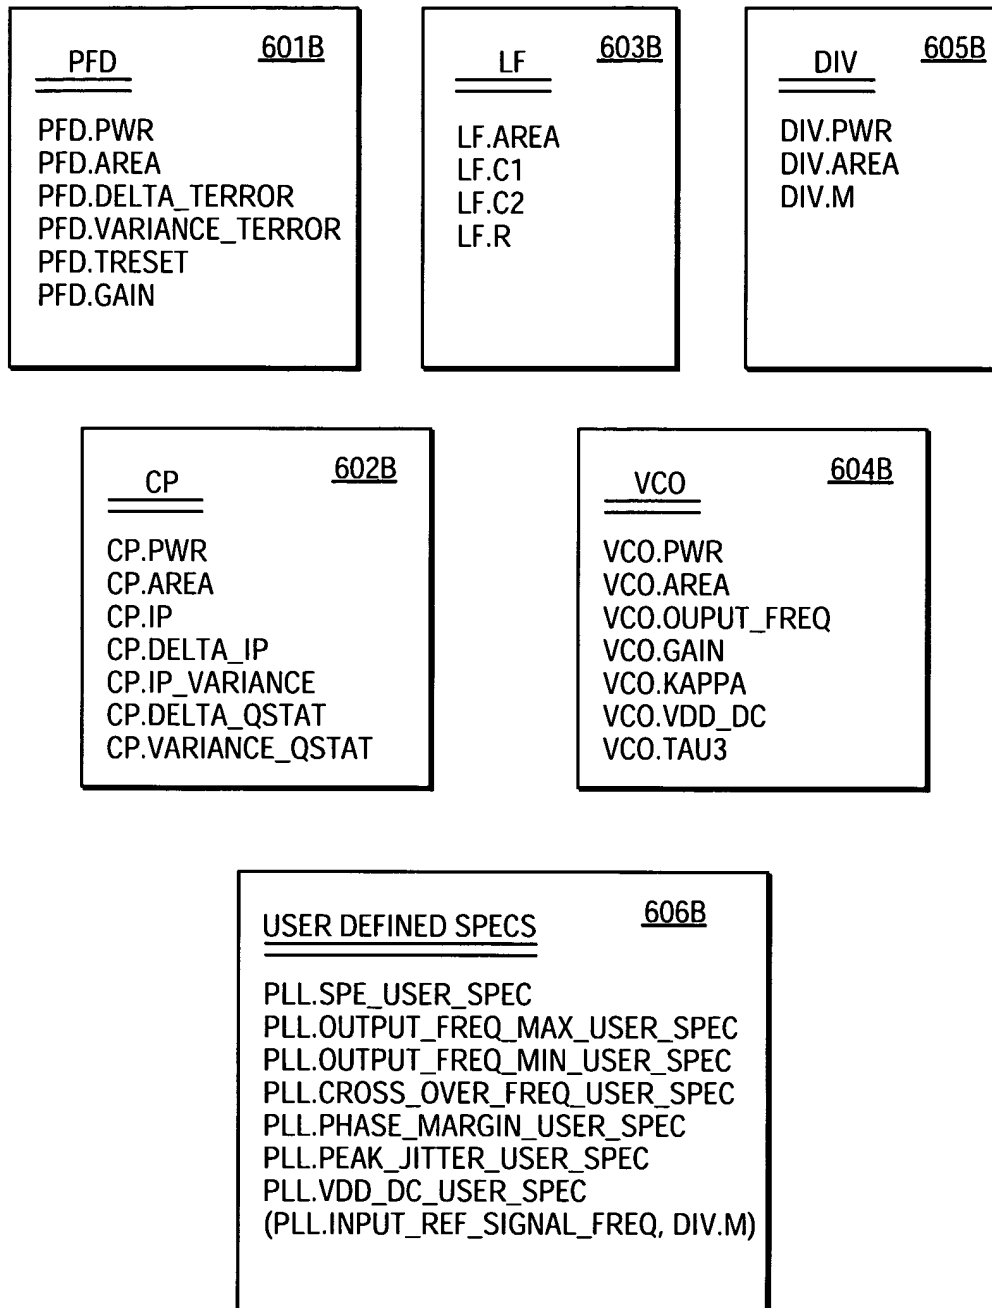 PFD 601B
PFD.PWR
PFD.AREA
PFD.DELTA_TERROR
PFD.VARIANCE_TERROR
PFD.TRESET
PFD.GAIN
LF 603B
LF.AREA
LF.C1
LF.C2
LF.R
DIV 605B
DIV.PWR
DIV.AREA
DIV.M
CP 602B
CP.PWR
CP.AREA
CP.IP
CP.DELTA_IP
CP.IP_VARIANCE
CP.DELTA_QSTAT
CP.VARIANCE_QSTAT
VCO 604B
VCO.PWR
VCO.AREA
VCO.OUPUT_FREQ
VCO.GAIN
VCO.KAPPA
VCO.VDD_DC
VCO.TAU3
USER DEFINED SPECS 606B
PLL.SPE_USER_SPEC
PLL.OUTPUT_FREQ_MAX_USER_SPEC
PLL.OUTPUT_FREQ_MIN_USER_SPEC
PLL.CROSS_OVER_FREQ_USER_SPEC
PLL.PHASE_MARGIN_USER_SPEC
PLL.PEAK_JITTER_USER_SPEC
PLL.VDD_DC_USER_SPEC
(PLL.INPUT_REF_SIGNAL_FREQ, DIV.M)